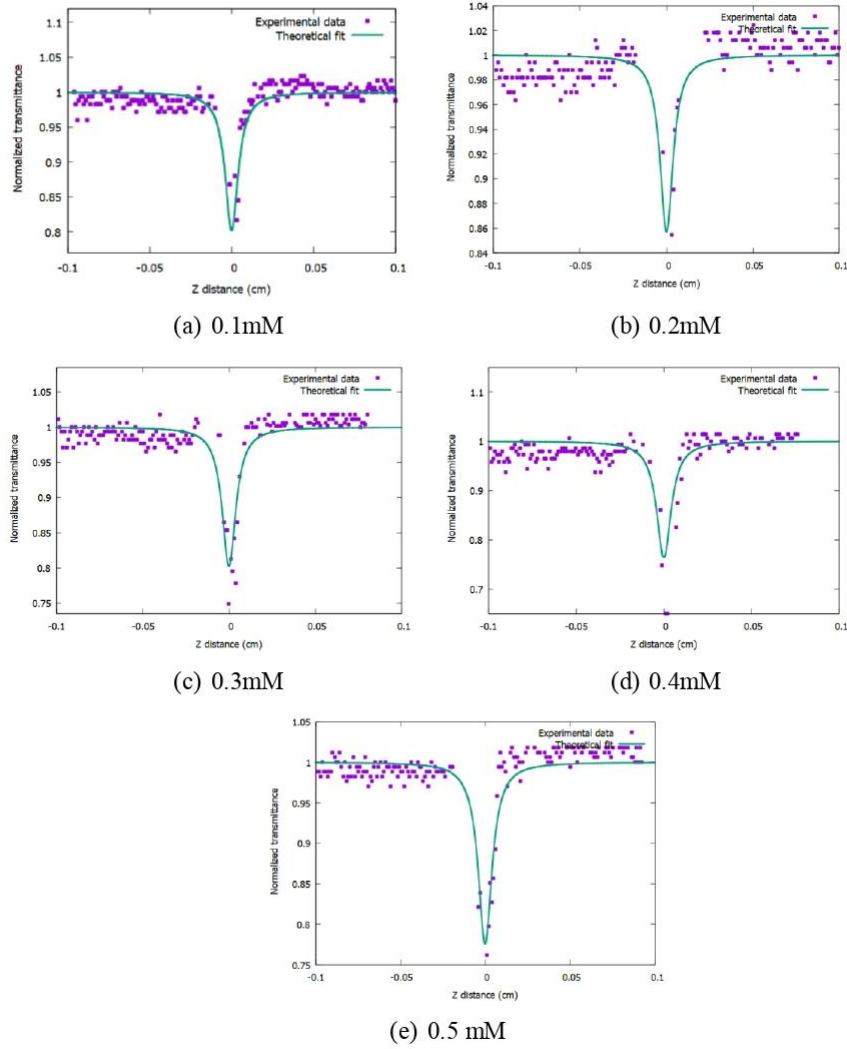 Experimental data
Theoretical fit
1.1
1.05
1
0.95
0.9
0.85
0.8
Normalized transmittance
-0.1
-0.05
0
0.05
0.1
Z distance (cm)
(a) 0.1mM
Experimental data
Theoretical fit
1.04
1.02
1
0.98
0.96
0.94
0.92
0.9
0.88
0.86
0.84
Normalized transmittance
-0.1
-0.05
0
0.05
0.1
Z distance (cm)
(b) 0.2mM
Experimental data
Theoretical fit
1.05
1
0.95
0.9
0.85
0.8
0.75
Normalized transmittance
-0.1
-0.05
0
0.05
0.1
Z distance (cm)
(c) 0.3mM
Experimental data
Theoretical fit
1.1
1
0.9
0.8
0.7
Normalized transmittance
-0.1
-0.05
0
0.05
0.1
Z distance (cm)
(d) 0.4mM
Experimental data
Theoretical fit
1.05
1
0.95
0.9
0.85
0.8
0.75
Normalized transmittance
-0.1
-0.05
0
0.05
0.1
Z distance (cm)
(e) 0.5 mM